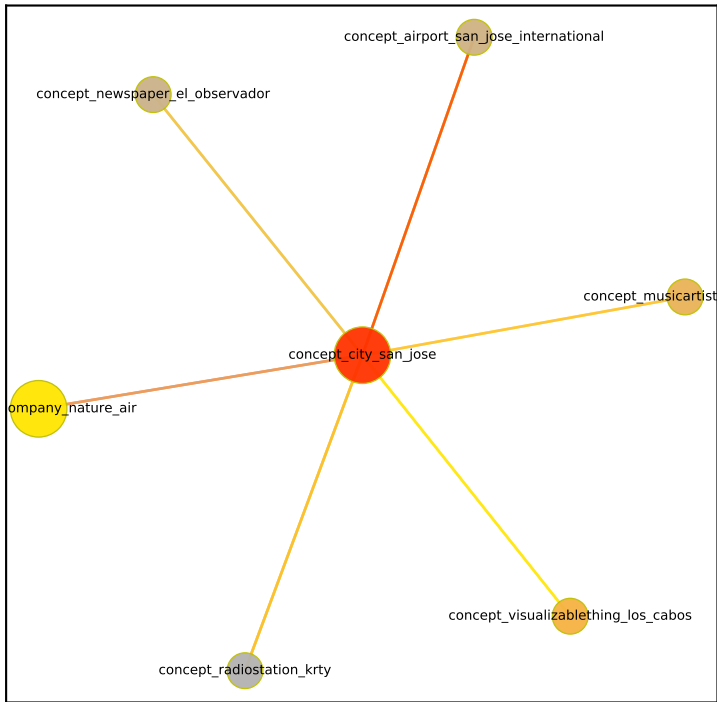 concept_airport_san_jose_international
concept_newspaper_el_observador
concept_musicartist
concept_city_san_jose
ompany_nature_air
concept_visualizablething_los_cabos
concept_radiostation_krty